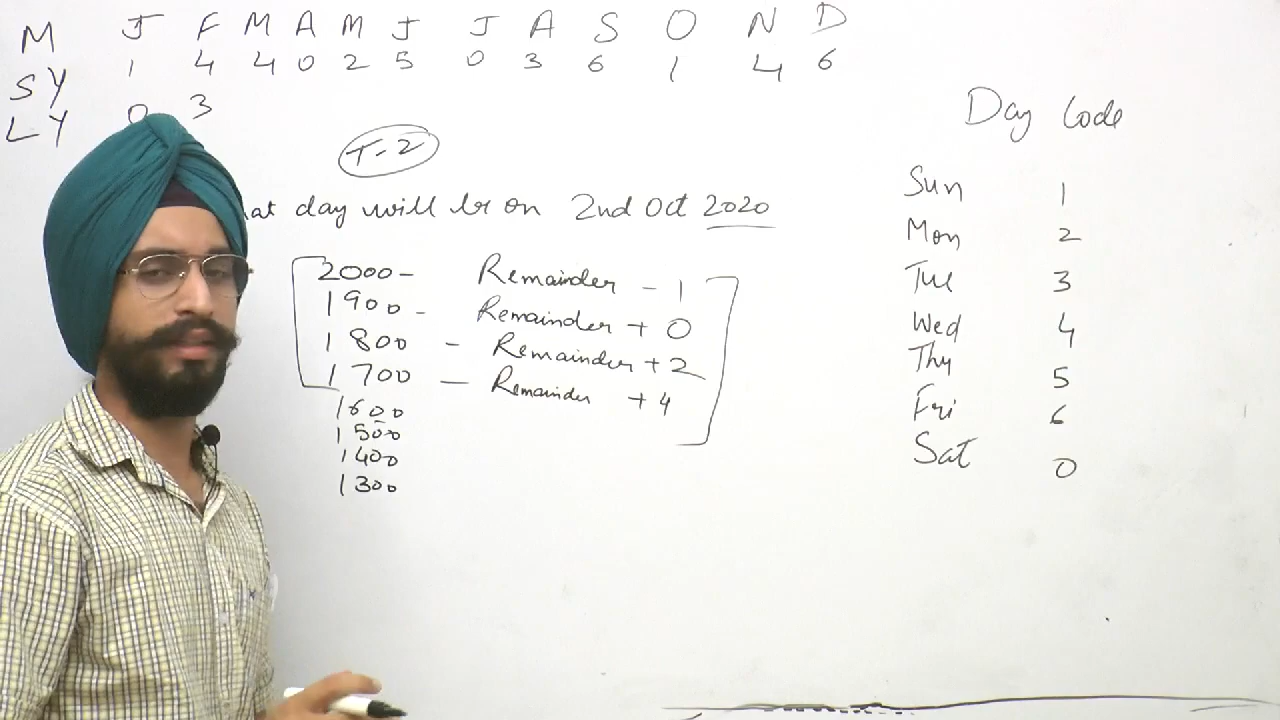 M J F M A M J J A S O N D
SY 1 4 4 0 2 5 0 3 6 1 4 6
LY 0 3
Day Code
T-2
at day will be on 2nd Oct 2020
2000 - Remainder - 1
1900 - Remainder + 0
1800 - Remainder + 2
1700 - Remainder + 4
1600
1500
1400
1300
Sun 1
Mon 2
Tue 3
Wed 4
Thu 5
Fri 6
Sat 0